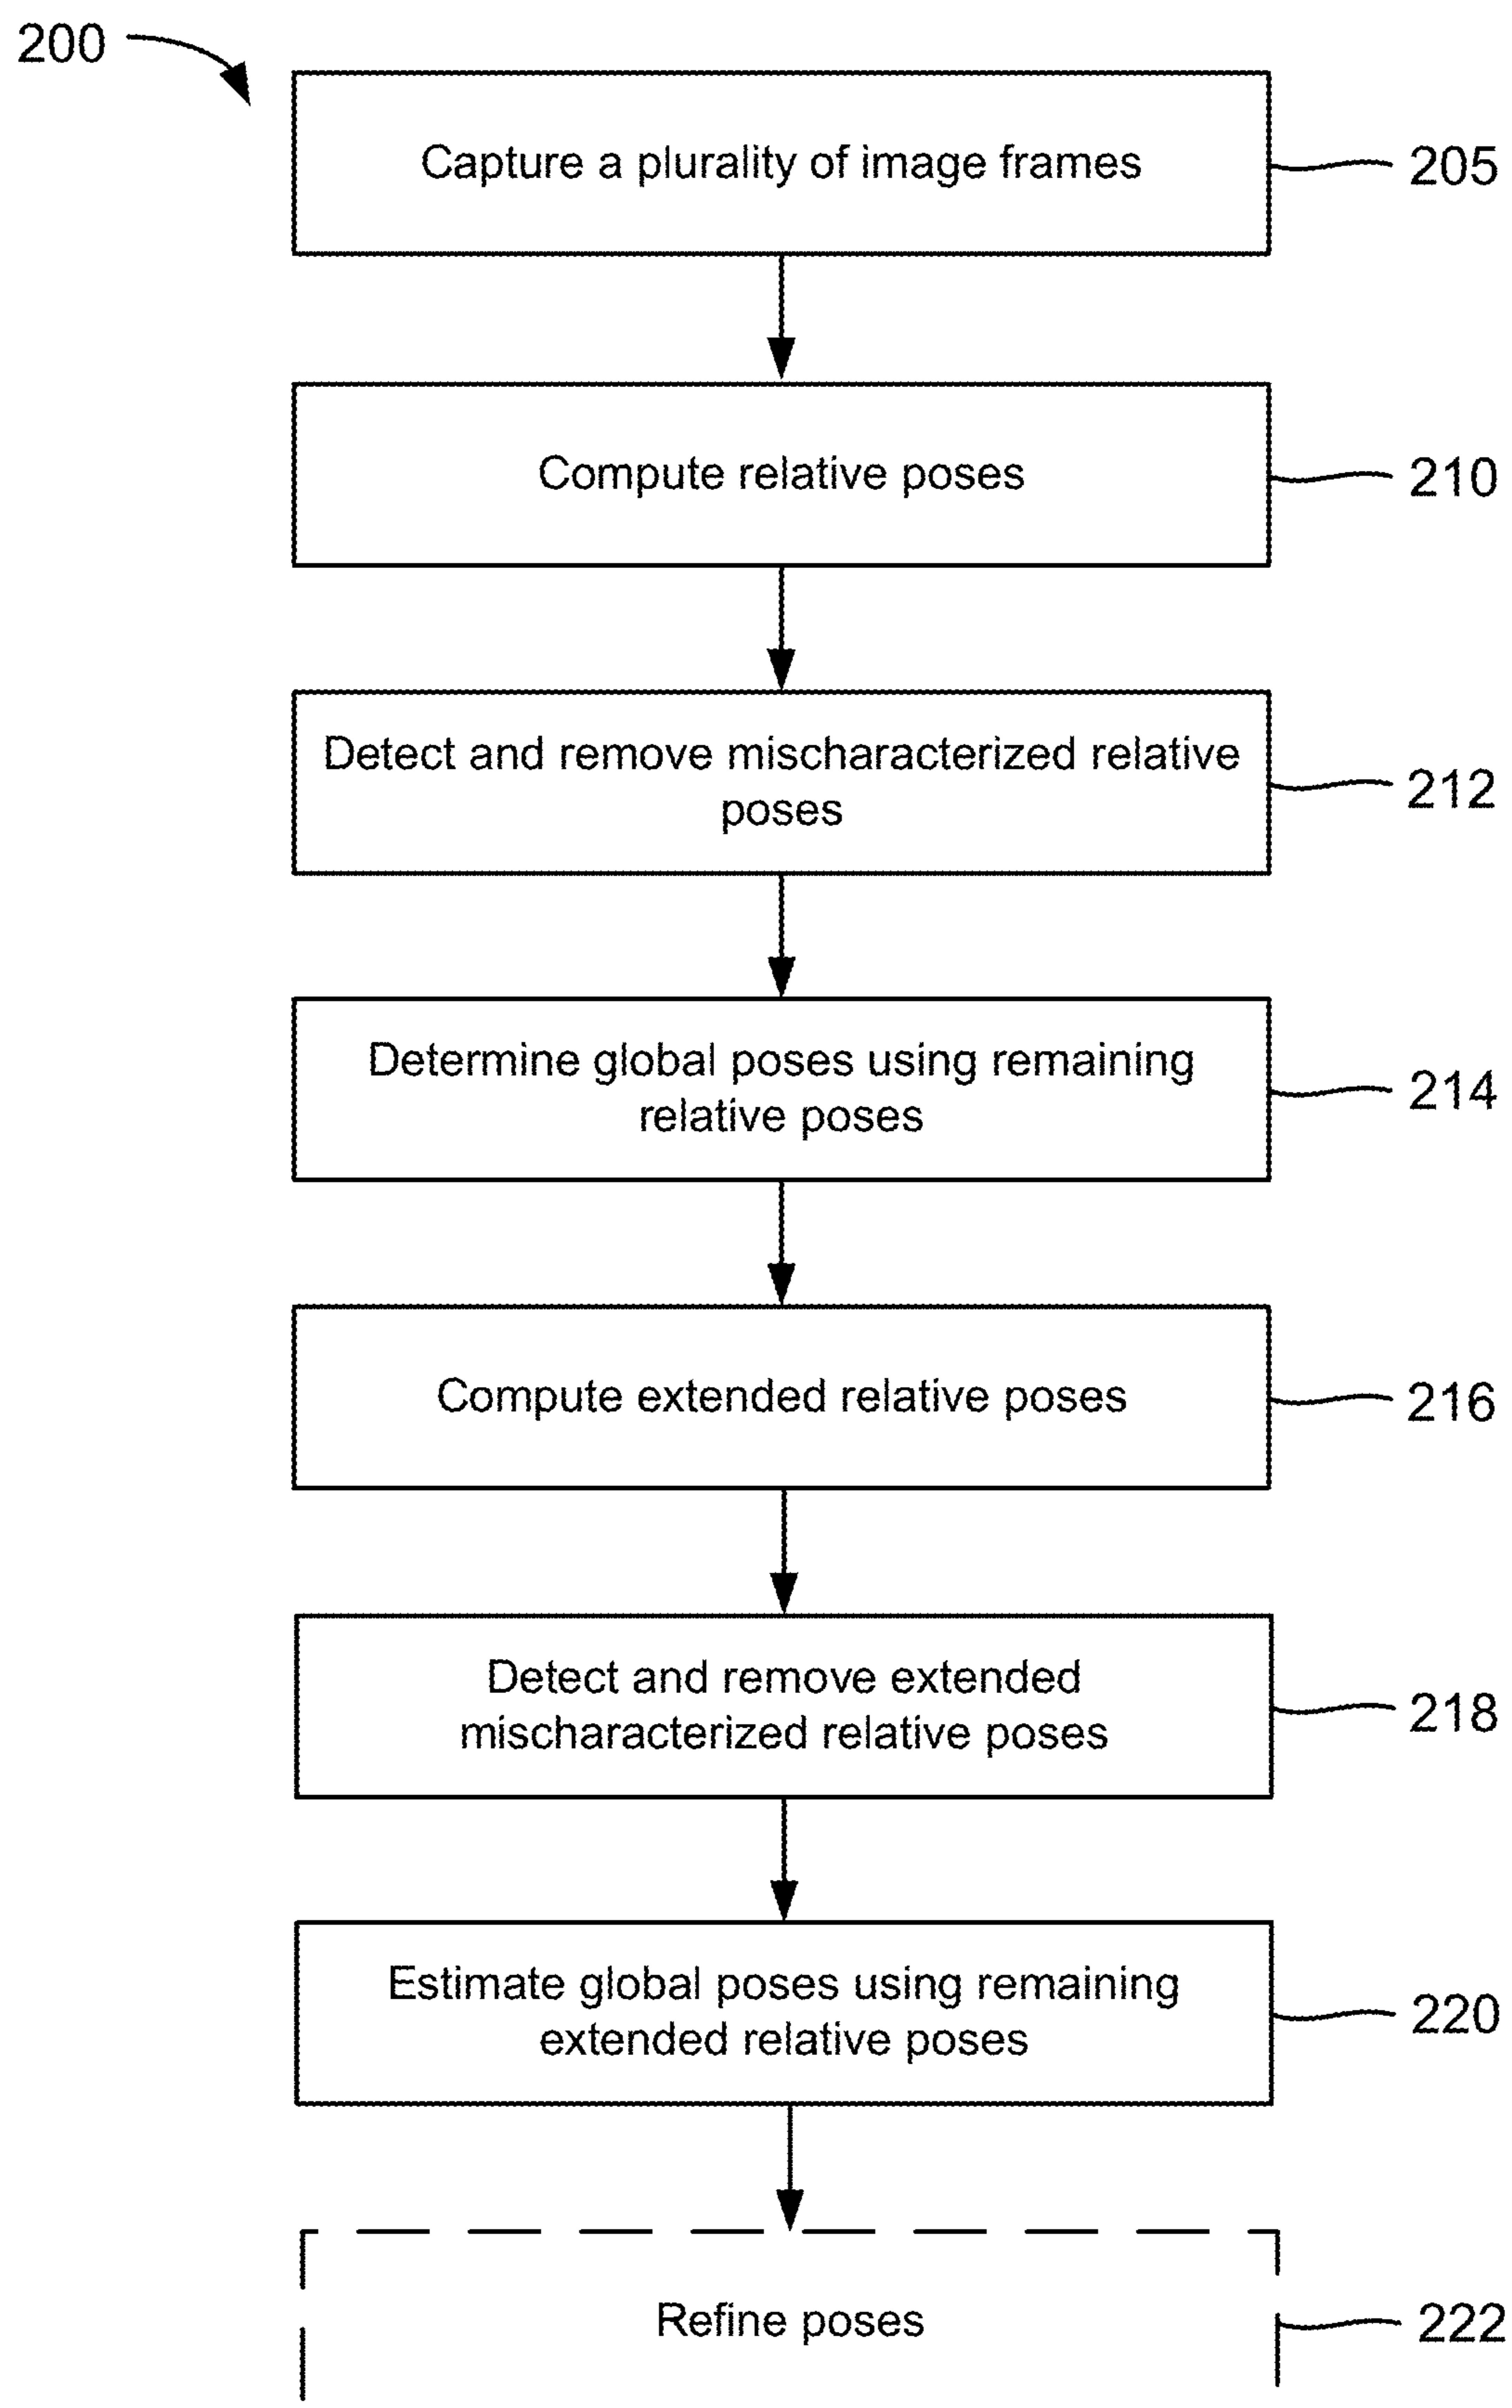 200
Capture a plurality of image frames
205
Compute relative poses
210
Detect and remove mischaracterized relative
poses
212
Determine global poses using remaining
relative poses
214
Compute extended relative poses
216
Detect and remove extended
mischaracterized relative poses
218
Estimate global poses using remaining
extended relative poses
220
Refine poses
222